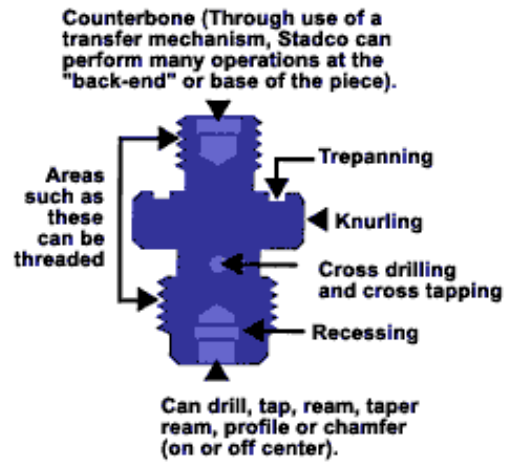 Counterbone (Through use of a
transfer mechanism, Stadco can
perform many operations at the
"back-end" or base of the piece).
Areas
such as
these
can be
threaded
Trepanning
Knurling
Cross drilling
and cross tapping
Recessing
Can drill, tap, ream, taper
ream, profile or chamfer
(on or off center).